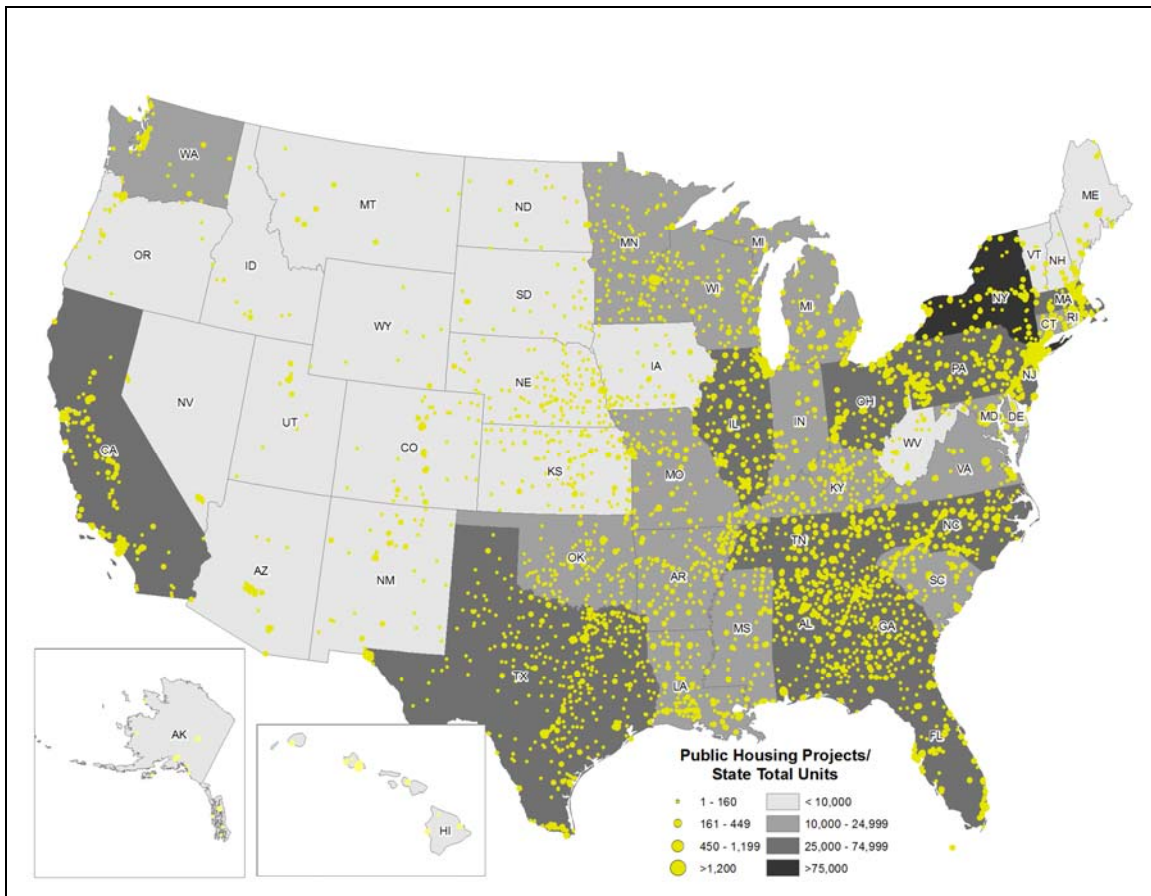 WA
MT
ND
MN
MI
ME
VT
NH
OR
ID
SD
WI
MI
NY
MA
CT
RI
WY
IA
PA
NJ
NE
NV
UT
CO
IL
IN
OH
MD
DE
WV
CA
KS
MO
KY
VA
AZ
NM
OK
AR
TN
NC
SC
MS
AL
GA
TX
LA
FL
AK
HI
Public Housing Projects/
State Total Units
1 - 160
< 10,000
161 - 449
10,000 - 24,999
450 - 1,199
25,000 - 74,999
>1,200
>75,000